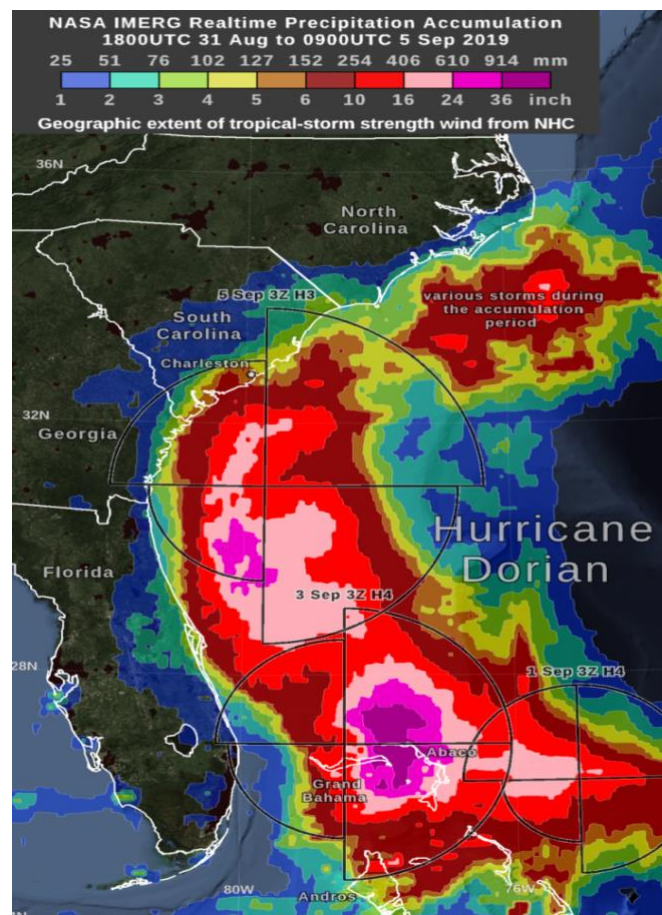 NASA IMERG Realtime Precipitation Accumulation
1800UTC 31 Aug to 0900UTC 5 Sep 2019
25 51 76 102 127 152 254 406 610 914 mm
1 2 3 4 5 6 10 16 24 36 inch
Geographic extent of tropical-storm strength wind from NHC
36N
North
Carolina
5 Sep 3Z H3
various storms during
the accumulation
period
South
Carolina
Charleston
32N
Georgia
Hurricane
Dorian
Florida
3 Sep 3Z H4
28N
1 Sep 3Z H4
Abaco
Grand
Bahama
80W
76W
Andros